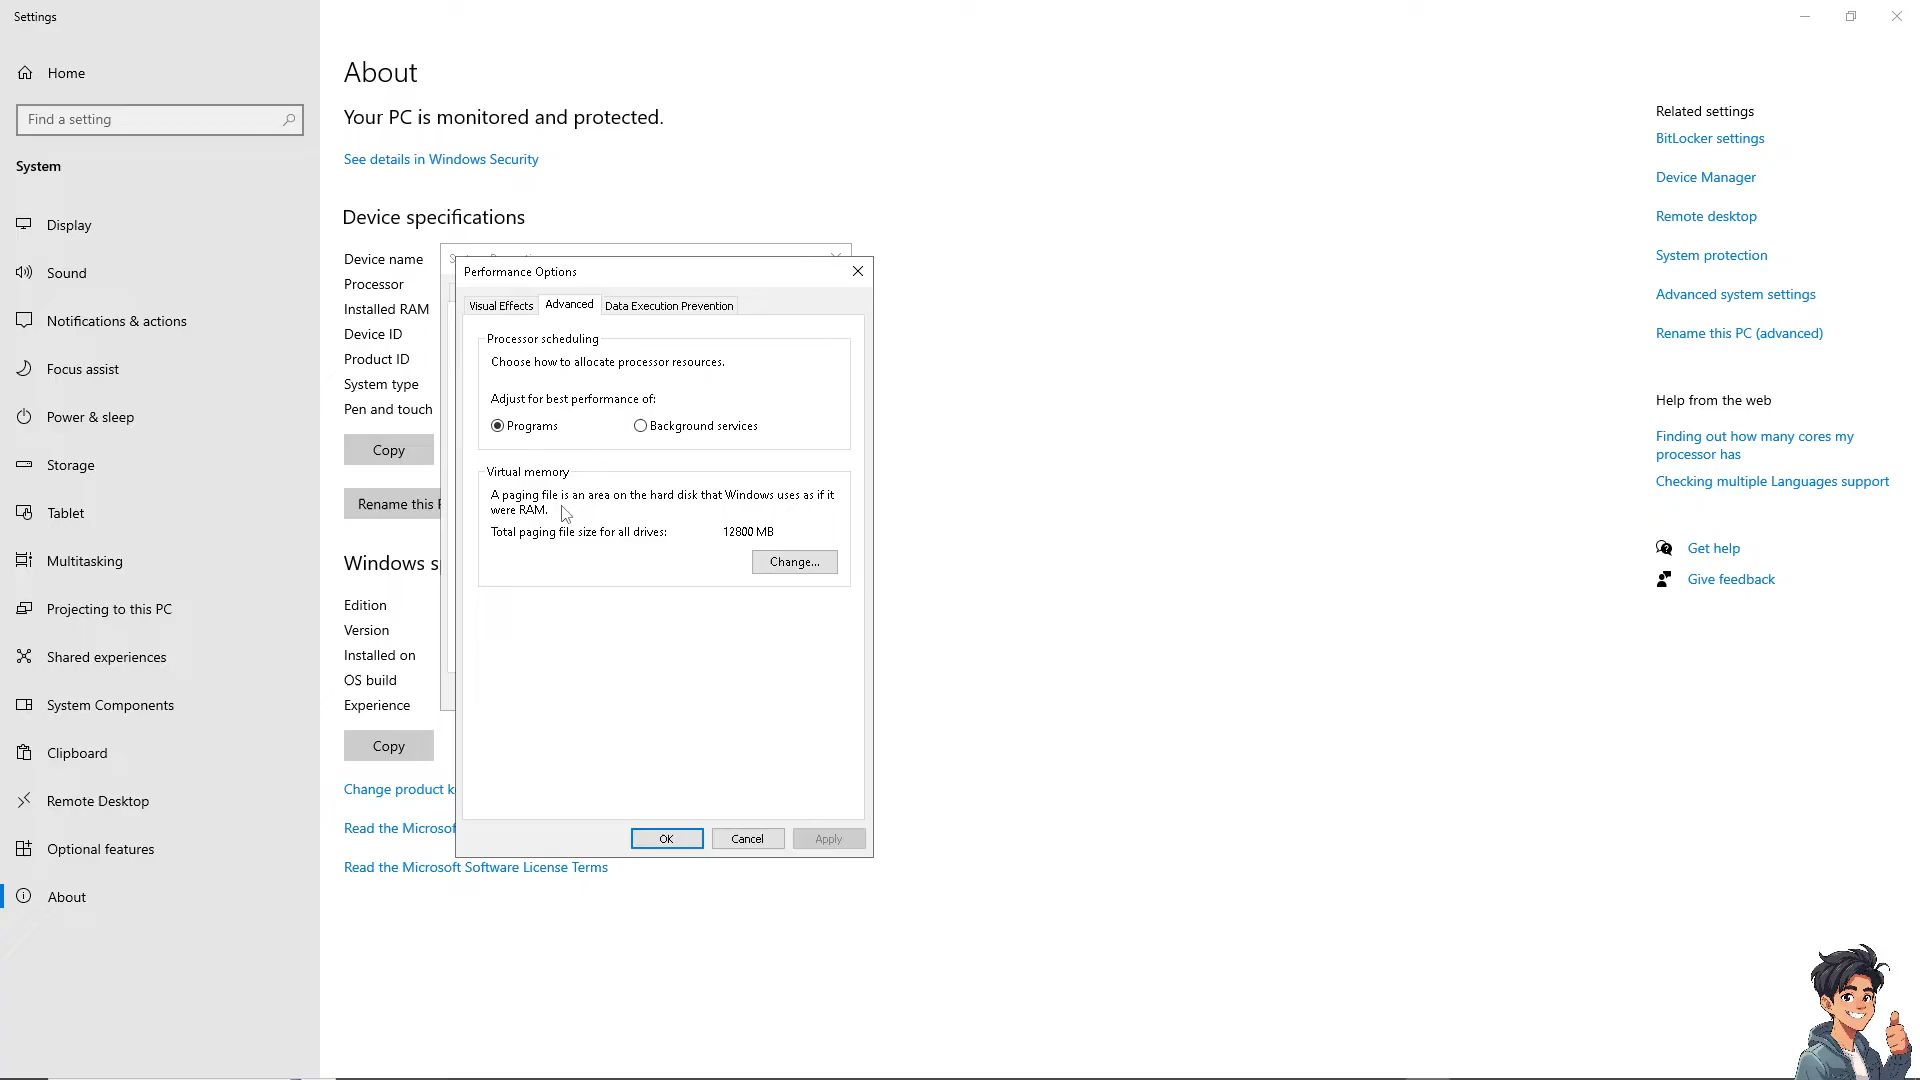 Settings
Home
Find a setting
System
Display
Sound
Notifications & actions
Focus assist
Power & sleep
Storage
Tablet
Multitasking
Projecting to this PC
Shared experiences
System Components
Clipboard
Remote Desktop
Optional features
About
About
Your PC is monitored and protected.
See details in Windows Security
Device specifications
Device name
Processor
Installed RAM
Device ID
Product ID
System type
Pen and touch
Copy
Rename this
Windows s
Edition
Version
Installed on
OS build
Experience
Copy
Change product k
Read the Microsof
Read the Microsoft Software License Terms
Performance Options
Visual Effects
Advanced
Data Execution Prevention
Processor scheduling
Choose how to allocate processor resources.
Adjust for best performance of:
Programs
Background services
Virtual memory
A paging file is an area on the hard disk that Windows uses as if it
were RAM.
Total paging file size for all drives: 12800 MB
Change...
OK
Cancel
Apply
Related settings
BitLocker settings
Device Manager
Remote desktop
System protection
Advanced system settings
Rename this PC (advanced)
Help from the web
Finding out how many cores my
processor has
Checking multiple Languages support
Get help
Give feedback